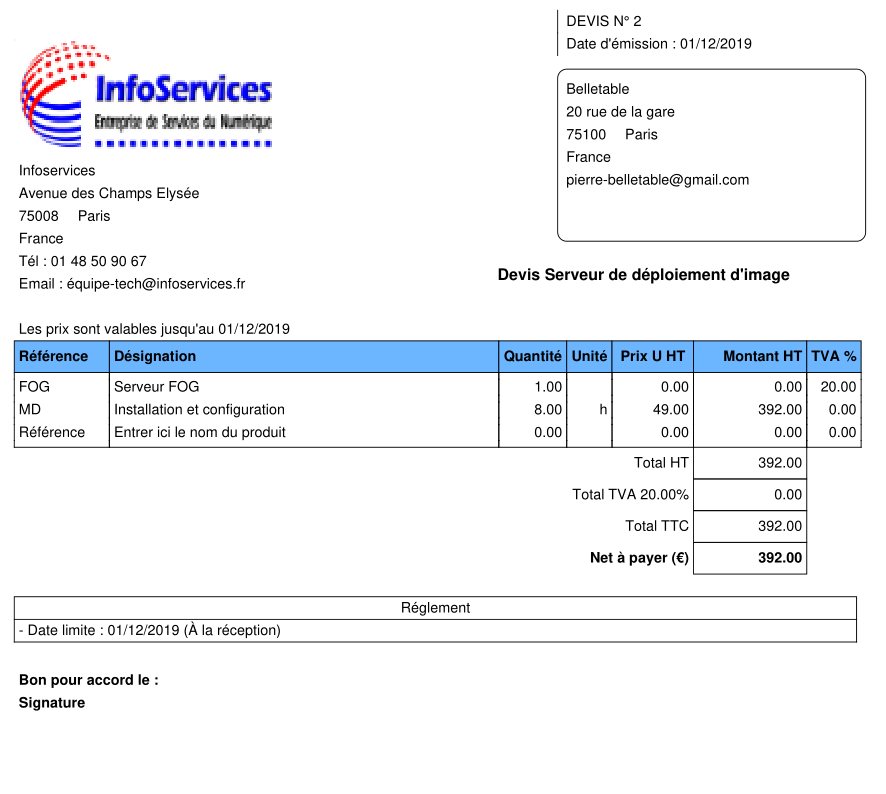 DEVIS N° 2
Date d'émission : 01/12/2019
InfoServices
Entreprise de Services du Numérique
Belletable
20 rue de la gare
75100 Paris
France
pierre-belletable@gmail.com
Infoservices
Avenue des Champs Elysée
75008 Paris
France
Tél : 01 48 50 90 67
Email : équipe-tech@infoservices.fr
Devis Serveur de déploiement d'image
Les prix sont valables jusqu'au 01/12/2019
Référence Désignation Quantité Unité Prix U HT Montant HT TVA %
FOG Serveur FOG 1.00 0.00 0.00 20.00
MD Installation et configuration 8.00 h 49.00 392.00 0.00
Référence Entrer ici le nom du produit 0.00 0.00 0.00 0.00
Total HT 392.00
Total TVA 20.00% 0.00
Total TTC 392.00
Net à payer (€) 392.00
Réglement
- Date limite : 01/12/2019 (À la réception)
Bon pour accord le :
Signature